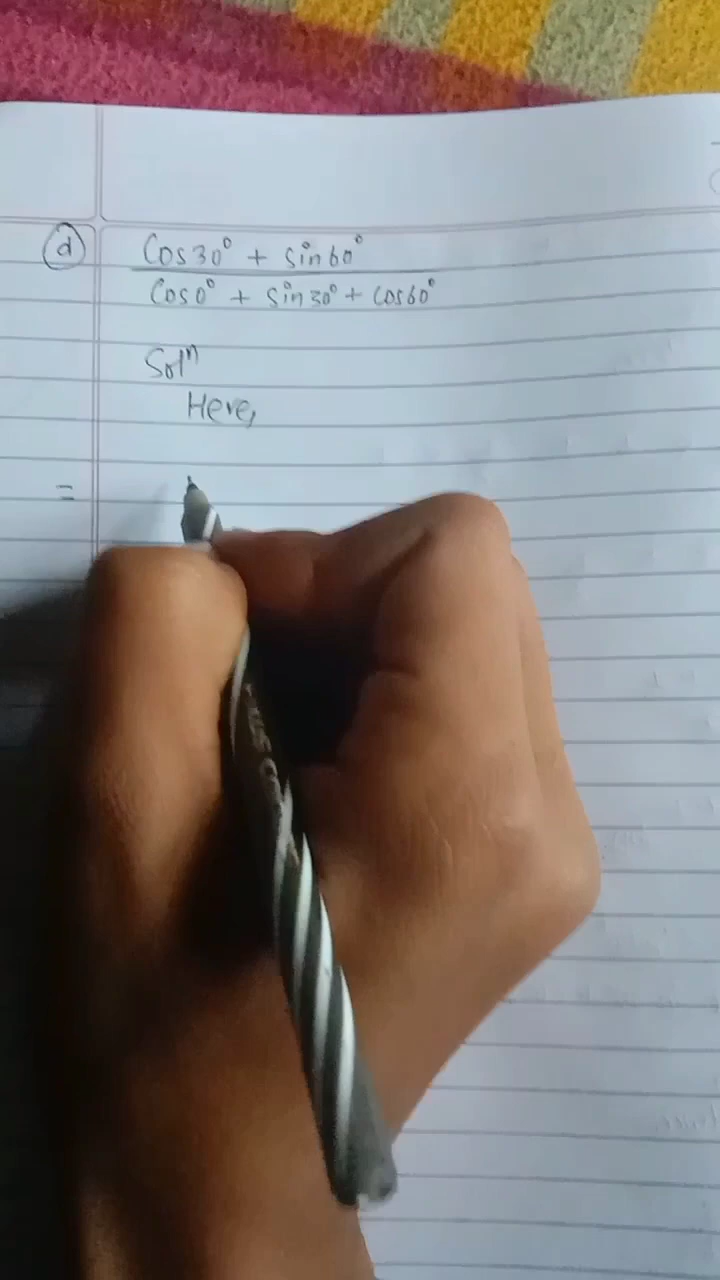 d Cos30° + sin60°
Cos0° + sin30° + cos60°
Solⁿ
Here,
=